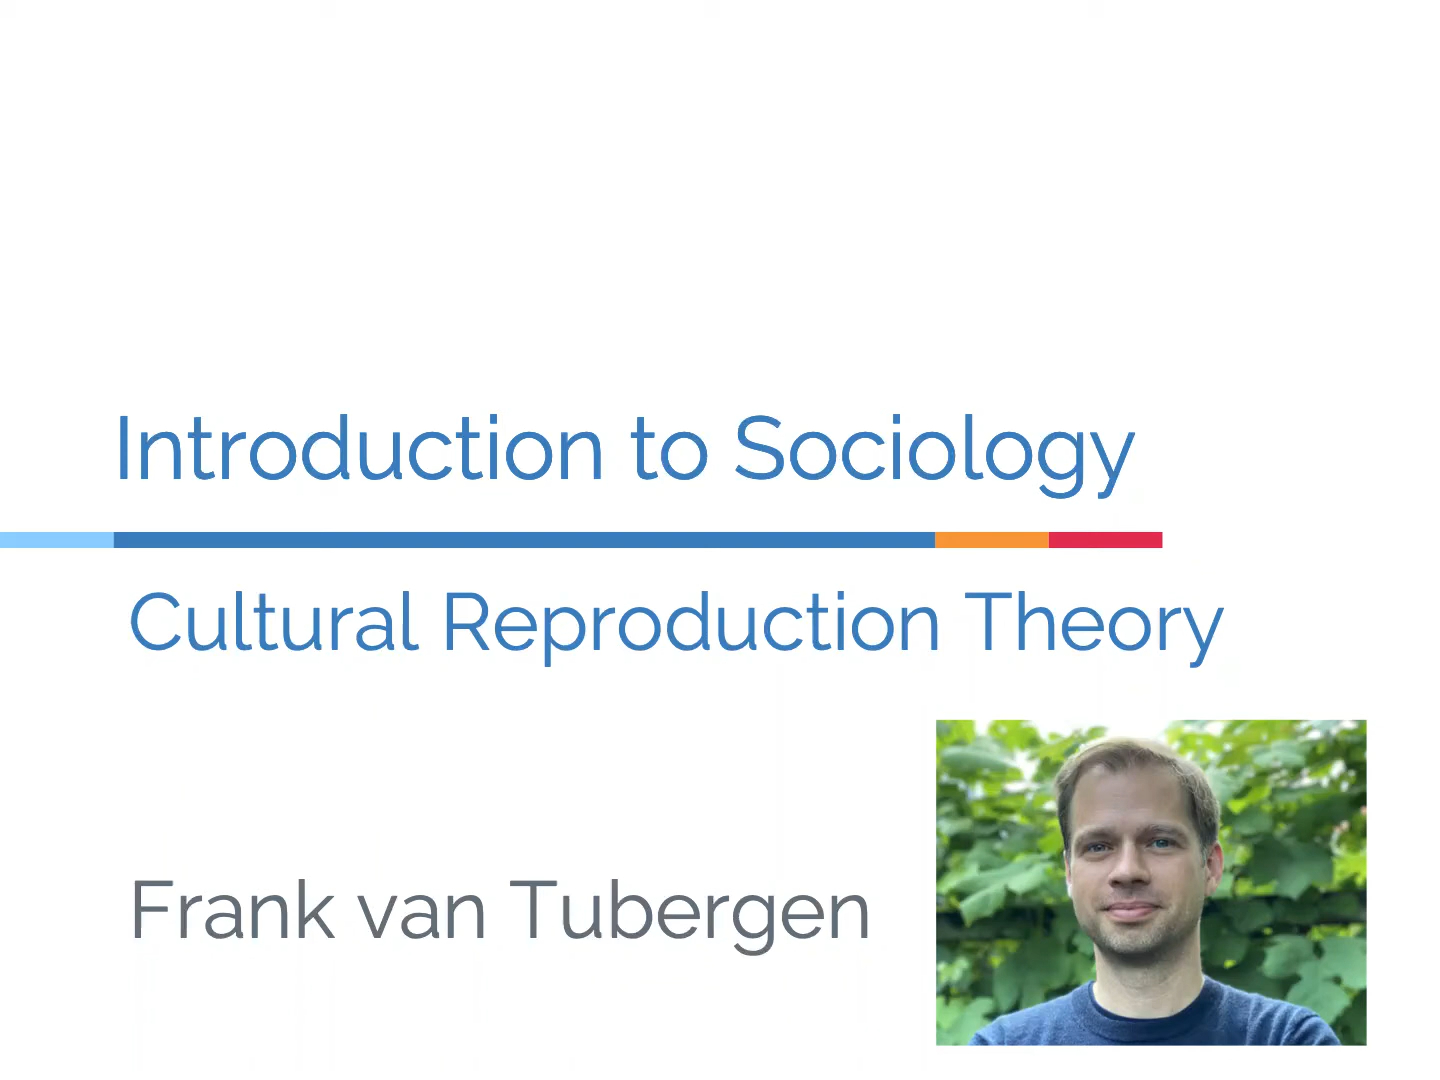 Introduction to Sociology
Cultural Reproduction Theory
Frank van Tubergen